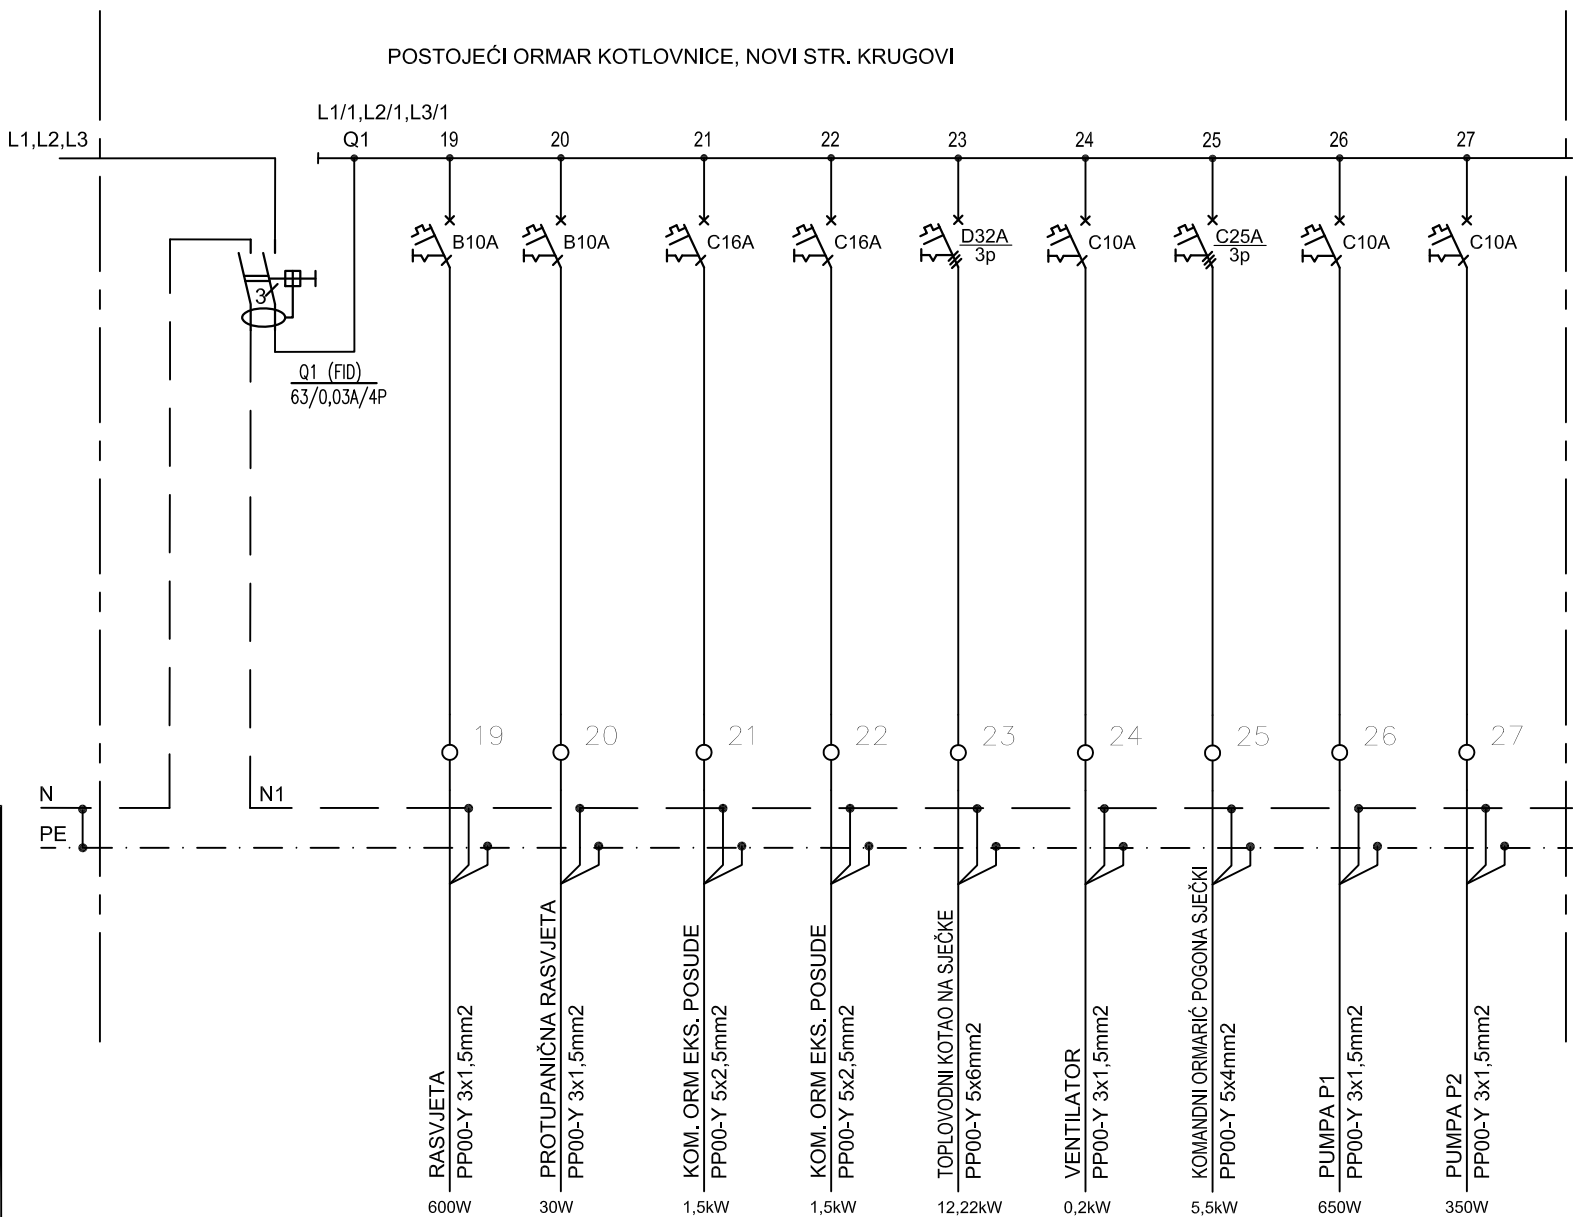 POSTOJEĆI ORMAR KOTLOVNICE, NOVI STR. KRUGOVI
L1/1,L2/1,L3/1
L1,L2,L3
Q1
19
20
21
22
23
24
25
26
27
B10A
B10A
C16A
C16A
D32A
3p
C10A
C25A
3p
C10A
C10A
3
Q1 (FID)
63/0,03A/4P
19
20
21
22
23
24
25
26
27
N
N1
PE
RASVJETA
PP00-Y 3x1,5mm2
PROTUPANIČNA RASVJETA
PP00-Y 3x1,5mm2
KOM. ORM EKS. POSUDE
PP00-Y 5x2,5mm2
KOM. ORM EKS. POSUDE
PP00-Y 5x2,5mm2
TOPLOVODNI KOTAO NA SJEČKE
PP00-Y 5x6mm2
VENTILATOR
PP00-Y 3x1,5mm2
KOMANDNI ORMARIĆ POGONA SJEČKI
PP00-Y 5x4mm2
PUMPA P1
PP00-Y 3x1,5mm2
PUMPA P2
PP00-Y 3x1,5mm2
600W
30W
1,5kW
1,5kW
12,22kW
0,2kW
5,5kW
650W
350W